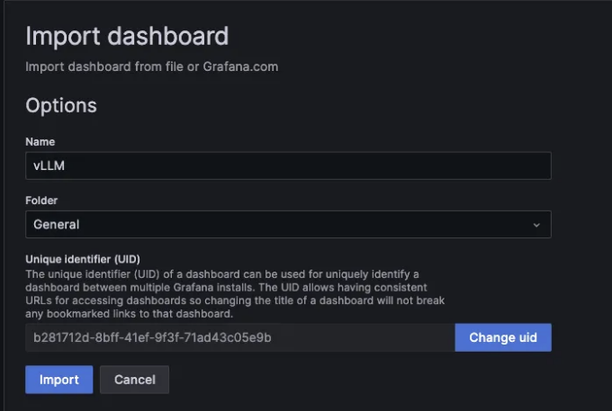 Import dashboard
Import dashboard from file or Grafana.com
Options
Name
vLLM
Folder
General
Unique identifier (UID)
The unique identifier (UID) of a dashboard can be used for uniquely identify a
dashboard between multiple Grafana installs. The UID allows having consistent
URLs for accessing dashboards so changing the title of a dashboard will not break
any bookmarked links to that dashboard.
b281712d-8bff-41ef-9f3f-71ad43c05e9b
Change uid
Import
Cancel